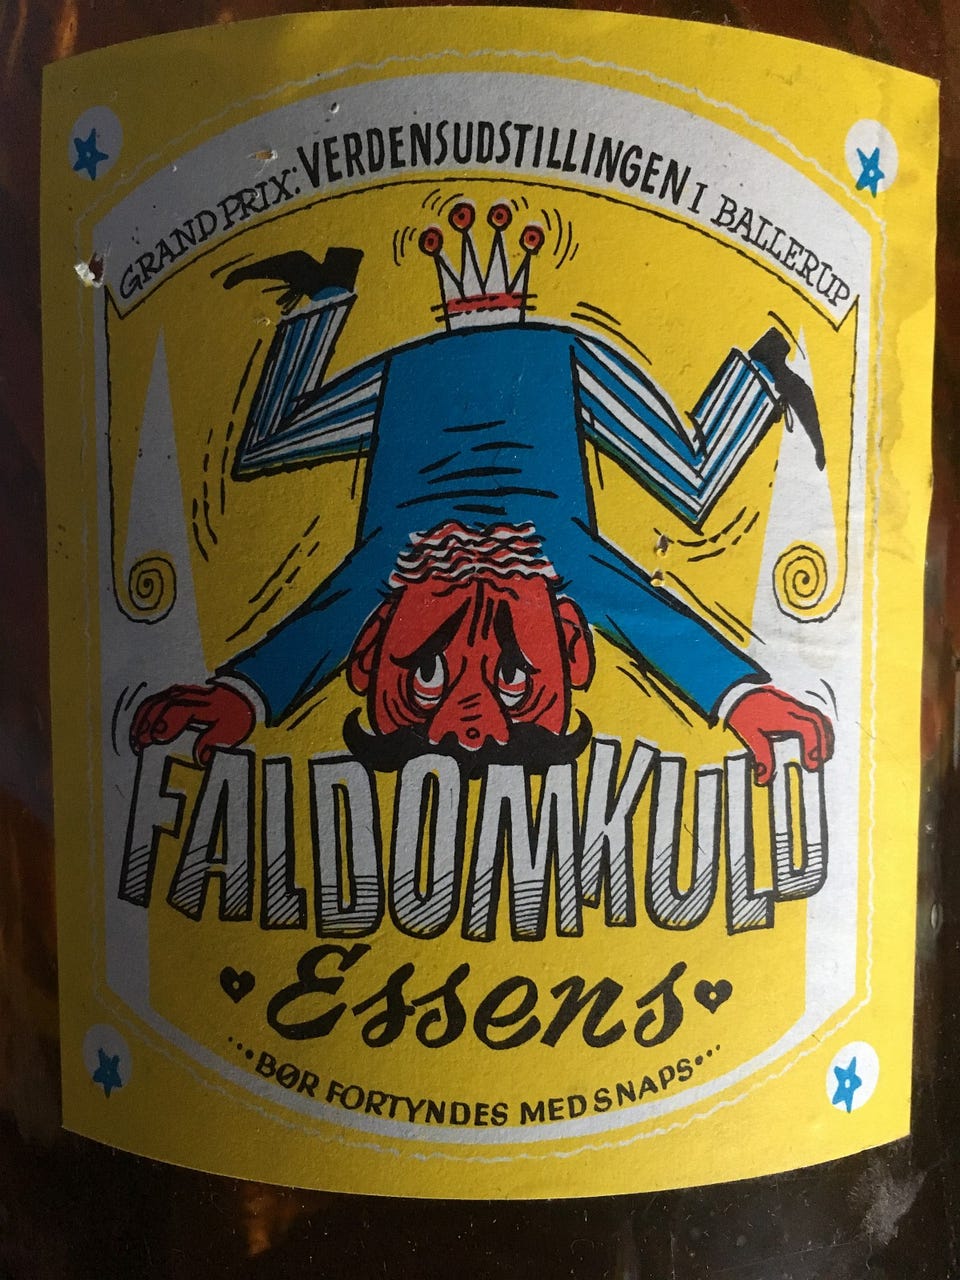 GRAND PRIX: VERDENSUDSTILLINGEN I BALLERUP
FALDOMKULD
Essens
...BØR FORTYNDES MED SNAPS...